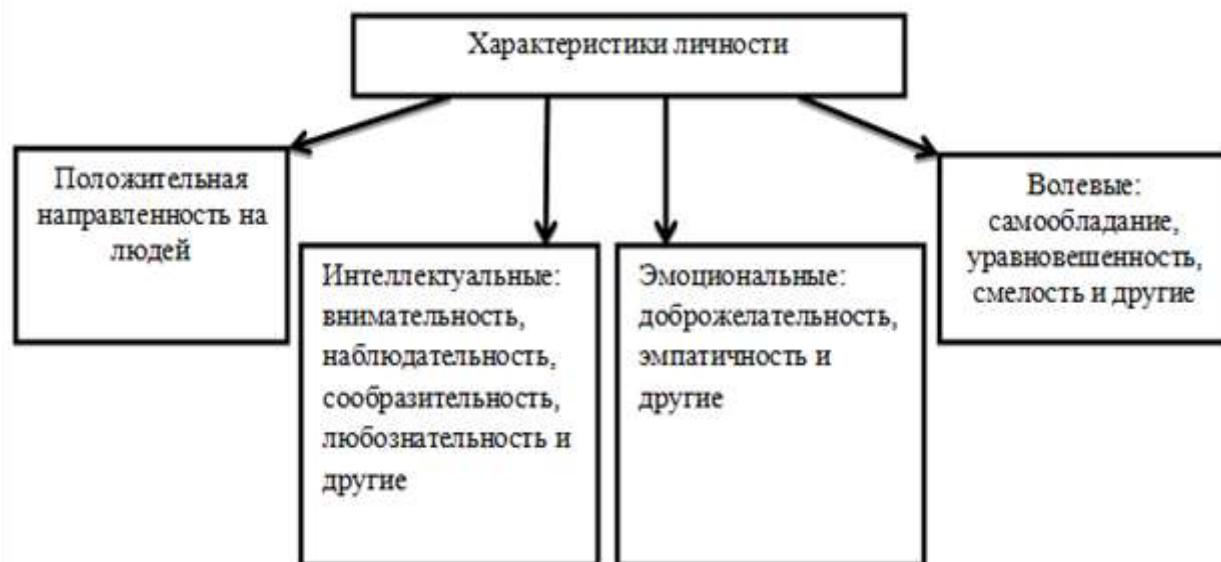 Характеристики личности
Положительная
направленность на
людей
Интеллектуальные:
внимательность,
наблюдательность,
сообразительность,
любознательность и
другие
Эмоциональные:
доброжелательность,
эмпатичность и
другие
Волевые:
самообладание,
уравновешенность,
смелость и другие